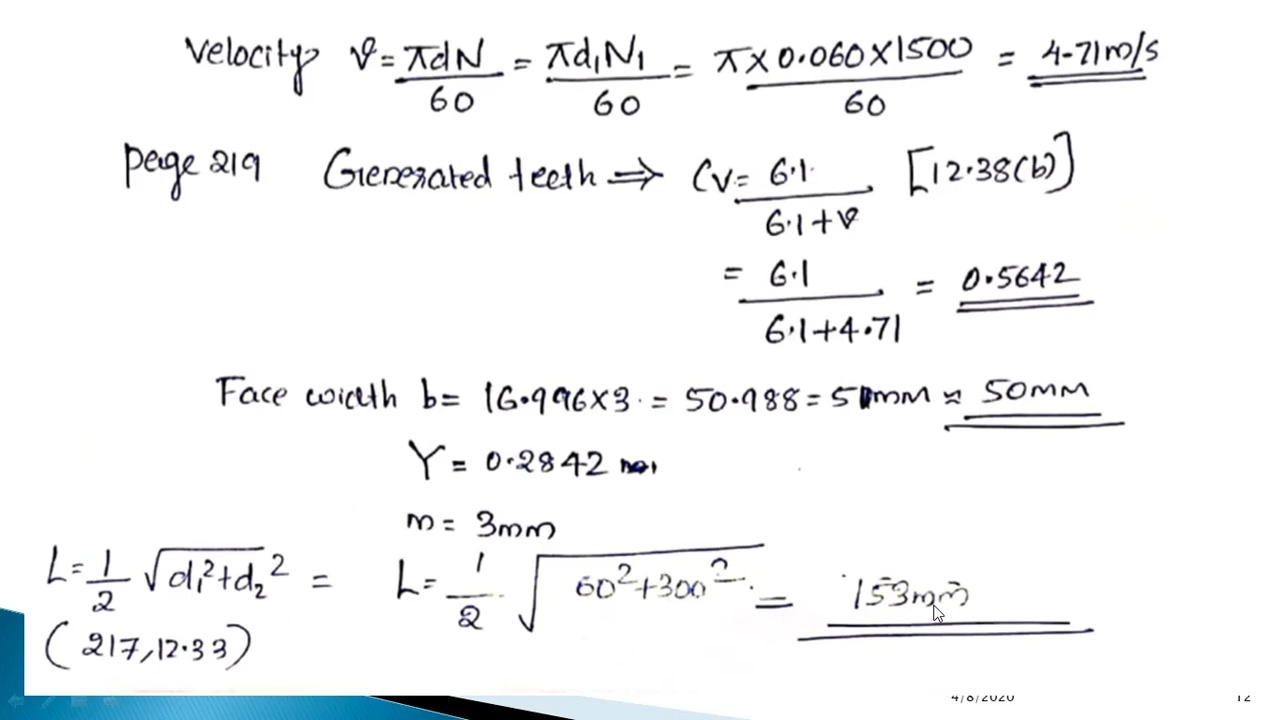 Velocity, v = πdN/60 = πd₁N₁/60 = π×0.060×1500/60 = 4.71m/s
Page 219 Generated teeth ⇒ Cv = 6.1/6.1+v [12.38(b)]
= 6.1/6.1+4.71 = 0.5642
Face width b = 16.996×3 = 50.988 = 51mm ≈ 50mm
Y = 0.2842
m = 3mm
L = 1/2 √d₁²+d₂² = L = 1/2 √60²+300² = 153mm
(217, 12.33)
4/8/2020 12